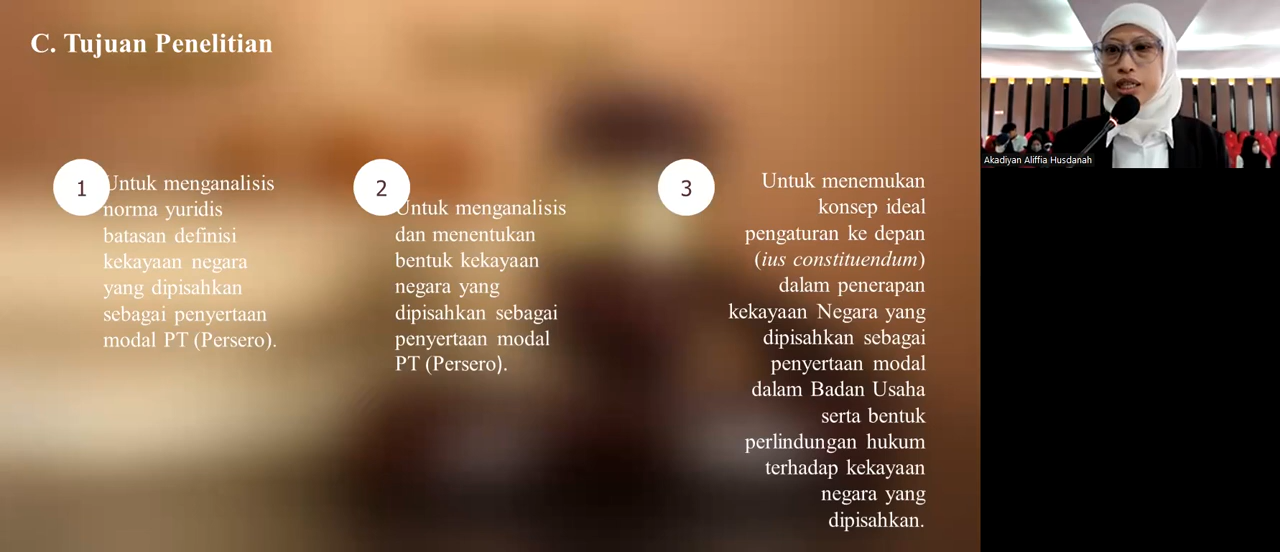 C. Tujuan Penelitian
1
Untuk menganalisis
norma yuridis
batasan definisi
kekayaan negara
yang dipisahkan
sebagai penyertaan
modal PT (Persero).
2
Untuk menganalisis
dan menentukan
bentuk kekayaan
negara yang
dipisahkan sebagai
penyertaan modal
PT (Persero).
3
Untuk menemukan
konsep ideal
pengaturan ke depan
(ius constituendum)
dalam penerapan
kekayaan Negara yang
dipisahkan sebagai
penyertaan modal
dalam Badan Usaha
serta bentuk
perlindungan hukum
terhadap kekayaan
negara yang
dipisahkan.
Akadiyan Aliffia Husdanah